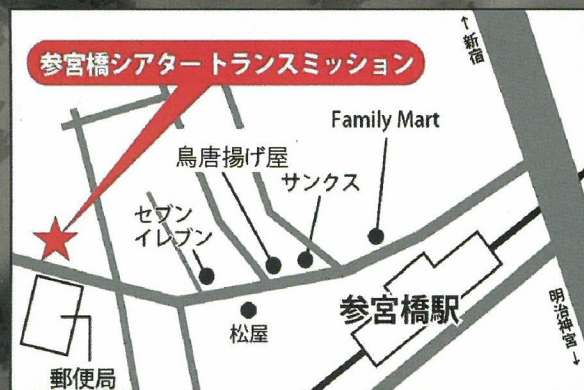 ↑新宿
参宮橋シアタートランスミッション
Family Mart
鳥唐揚げ屋
サンクス
セブン
イレブン
参宮橋駅
松屋
明治神宮↓
郵便局